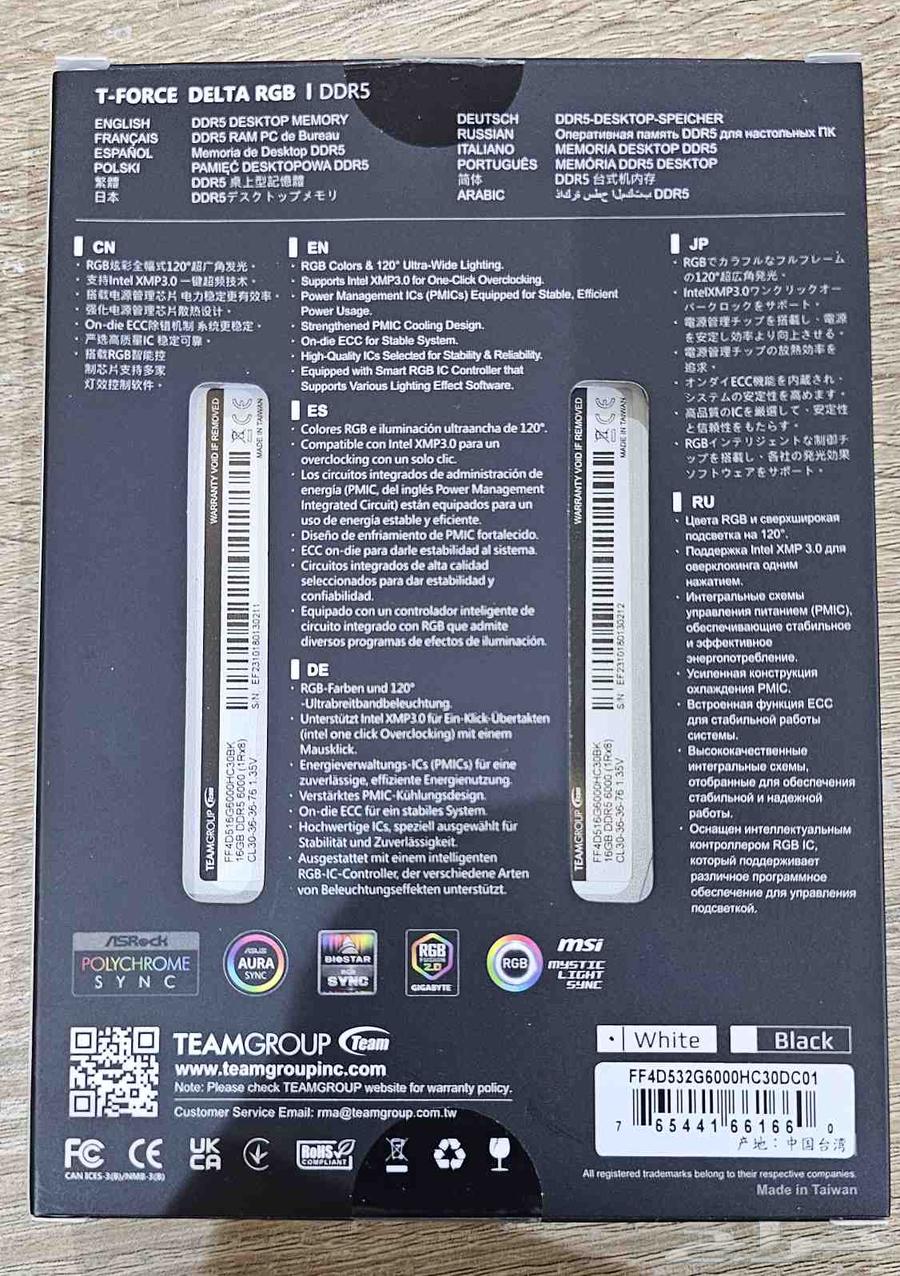 T-FORCE DELTA RGB | DDR5
ENGLISH DDR5 DESKTOP MEMORY
FRANÇAIS DDR5 RAM PC de Bureau
ESPAÑOL Memoria de Desktop DDR5
POLSKI PAMIĘĆ DESKTOPOWA DDR5
繁體 DDR5 桌上型記憶體
日本 DDR5デスクトップメモリ
DEUTSCH DDR5-DESKTOP-SPEICHER
RUSSIAN Оперативная память DDR5 для настольных ПК
ITALIANO MEMORIA DESKTOP DDR5
PORTUGUÊS MEMÓRIA DDR5 DESKTOP
简体 DDR5 台式机内存
ARABIC DDR5
CN
· RGB炫彩全幅式120°超广角发光。
· 支持Intel XMP3.0 一键超频技术。
· 搭载电源管理芯片 电力稳定更有效率。
· 强化电源管理芯片散热设计。
· On-die ECC除错机制 系统更稳定。
· 严选高质量IC 稳定可靠。
· 搭载RGB智能控
制芯片支持多家
灯效控制软件。
EN
· RGB Colors & 120° Ultra-Wide Lighting.
· Supports Intel XMP3.0 for One-Click Overclocking.
· Power Management ICs (PMICs) Equipped for Stable, Efficient
Power Usage.
· Strengthened PMIC Cooling Design.
· On-die ECC for Stable System.
· High-Quality ICs Selected for Stability & Reliability.
· Equipped with Smart RGB IC Controller that
Supports Various Lighting Effect Software.
ES
· Colores RGB e iluminación ultraancha de 120°.
· Compatible con Intel XMP3.0 para un
overclocking con un solo clic.
· Los circuitos integrados de administración de
energía (PMIC, del inglés Power Management
Integrated Circuit) están equipados para un
uso de energía estable y eficiente.
· Diseño de enfriamiento de PMIC fortalecido.
· ECC on-die para darle estabilidad al sistema.
· Circuitos integrados de alta calidad
seleccionados para dar estabilidad y
confiabilidad.
· Equipado con un controlador inteligente de
circuito integrado con RGB que admite
diversos programas de efectos de iluminación.
DE
· RGB-Farben und 120°
-Ultrabreitbandbeleuchtung.
· Unterstützt Intel XMP3.0 für Ein-Klick-Übertakten
(intel one click Overclocking) mit einem
Mausklick.
· Energieverwaltungs-ICs (PMICs) für eine
zuverlässige, effiziente Energienutzung.
· Verstärktes PMIC-Kühlungsdesign.
· On-die ECC für ein stabiles System.
· Hochwertige ICs, speziell ausgewählt für
Stabilität und Zuverlässigkeit.
· Ausgestattet mit einem intelligenten
RGB-IC-Controller, der verschiedene Arten
von Beleuchtungseffekten unterstützt.
JP
· RGBでカラフルなフルフレーム
の120°超広角発光。
· IntelXMP3.0ワンクリックオー
バークロックをサポート。
· 電源管理チップを搭載し、電源
を安定し効率より向上させる。
· 電源管理チップの放熱効率を
追求。
· オンダイECC機能を内蔵され、
システムの安定性を高めます。
· 高品質のICを厳選して、安定性
と信頼性をもたらす。
· RGBインテリジェントな制御チ
ップを搭載し、各社の発光効果
ソフトウェアをサポート。
RU
· Цвета RGB и сверхширокая
подсветка на 120°.
· Поддержка Intel XMP 3.0 для
оверклокинга одним
нажатием.
· Интегральные схемы
управления питанием (PMIC),
обеспечивающие стабильное
и эффективное
энергопотребление.
· Усиленная конструкция
охлаждения PMIC.
· Встроенная функция ECC
для стабильной работы
системы.
· Высококачественные
интегральные схемы,
отобранные для обеспечения
стабильной и надежной
работы.
· Оснащен интеллектуальным
контроллером RGB IC,
который поддерживает
различное программное
обеспечение для управления
подсветкой.
TEAMGROUP Team WARRANTY VOID IF REMOVED
FF4D516G6000HC30BK
16GB DDR5 6000 (1Rx8)
CL30-36-36-76 1.35V
S/N : EF2310180130211
CE
MADE IN TAIWAN
TEAMGROUP Team WARRANTY VOID IF REMOVED
FF4D516G6000HC30BK
16GB DDR5 6000 (1Rx8)
CL30-36-36-76 1.35V
S/N : EF2310180130212
CE
MADE IN TAIWAN
ASRock
POLYCHROME
SYNC
ASUS
AURA
SYNC
BIOSTAR
RGB
SYNC
RGB
FUSION
2.0
GIGABYTE
RGB
msi
MYSTIC
LIGHT
SYNC
TEAMGROUP Team
www.teamgroupinc.com
Note: Please check TEAMGROUP website for warranty policy.
Customer Service Email: rma@teamgroup.com.tw
White
Black
FF4D532G6000HC30DC01
7 65441 66166 0
产地：中国台湾
FC CE UK CA RoHS COMPLIANT
CAN ICES-3(B)/NMB-3(B)
All registered trademarks belong to their respective companies.
Made in Taiwan